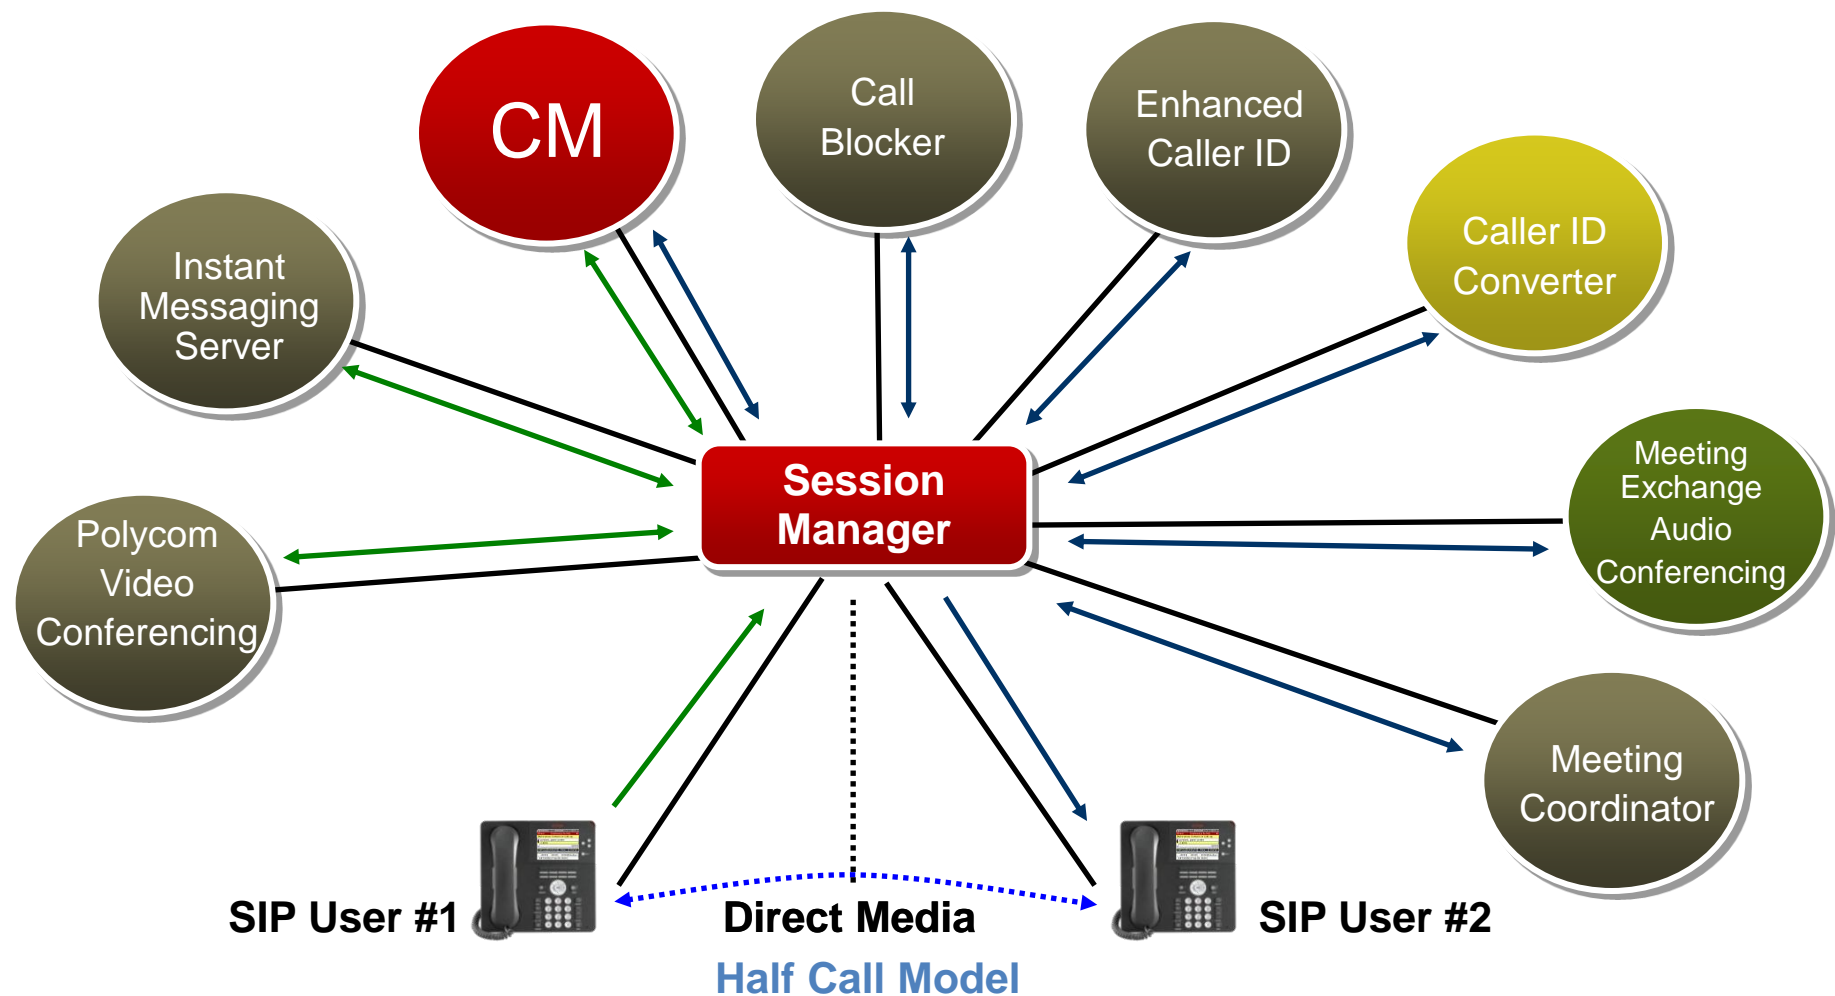 CM
Call
Blocker
Enhanced
Caller ID
Caller ID
Converter
Instant
Messaging
Server
Meeting
Exchange
Audio
Conferencing
Session
Manager
Polycom
Video
Conferencing
Meeting
Coordinator
SIP User #1
Direct Media
SIP User #2
Half Call Model